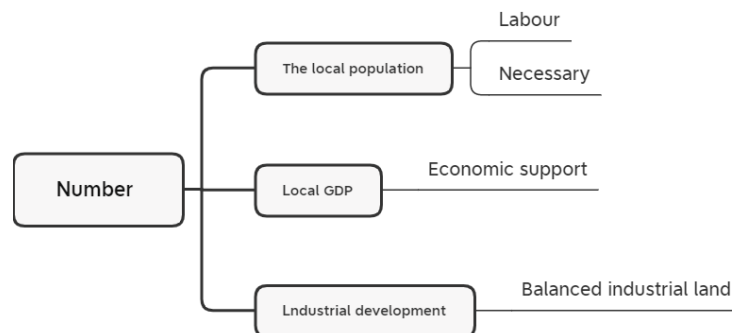 Number
The local population
Labour
Necessary
Local GDP
Economic support
Lndustrial development
Balanced industrial land